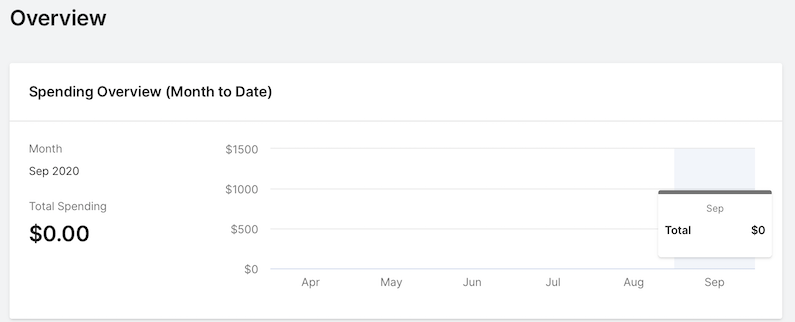 Overview
Spending Overview (Month to Date)
Month
Sep 2020
Total Spending
$0.00
$1500
$1000
$500
$0
Apr May Jun Jul Aug Sep
Sep
Total $0